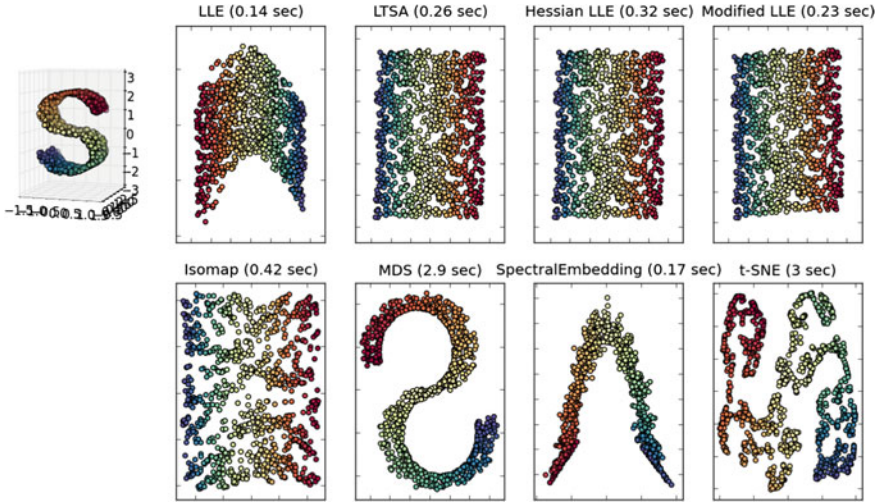 LLE (0.14 sec)
LTSA (0.26 sec)
Hessian LLE (0.32 sec)
Modified LLE (0.23 sec)
3
2
1
0
−1
−2
−3
Isomap (0.42 sec)
MDS (2.9 sec)
SpectralEmbedding (0.17 sec)
t-SNE (3 sec)